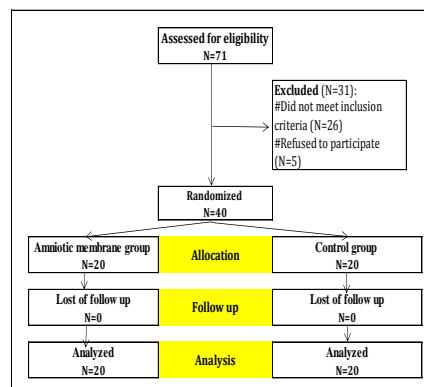 Assessed for eligibility
N=71
Excluded (N=31):
#Did not meet inclusion
criteria (N=26)
#Refused to participate
(N=5)
Randomized
N=40
Amniotic membrane group
N=20
Allocation
Control group
N=20
Lost of follow up
N=0
Follow up
Lost of follow up
N=0
Analyzed
N=20
Analysis
Analyzed
N=20